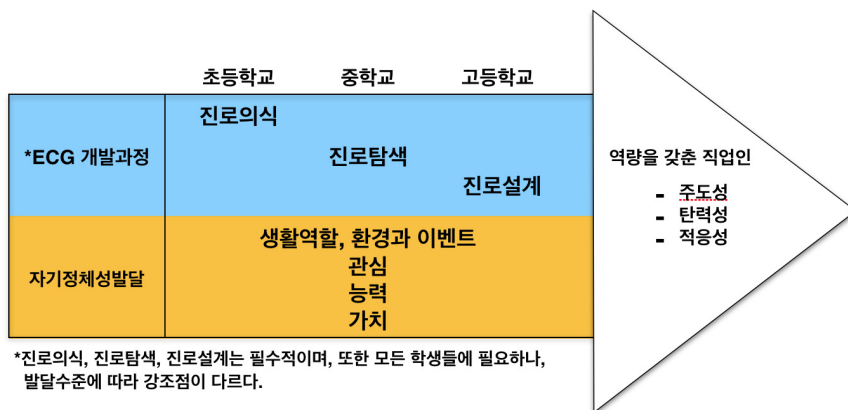 초등학교 중학교 고등학교
*ECG 개발과정
진로의식
진로탐색
진로설계
자기정체성발달
생활역할, 환경과 이벤트
관심
능력
가치
역량을 갖춘 직업인
- 주도성
- 탄력성
- 적응성
*진로의식, 진로탐색, 진로설계는 필수적이며, 또한 모든 학생들에 필요하나,
발달수준에 따라 강조점이 다르다.